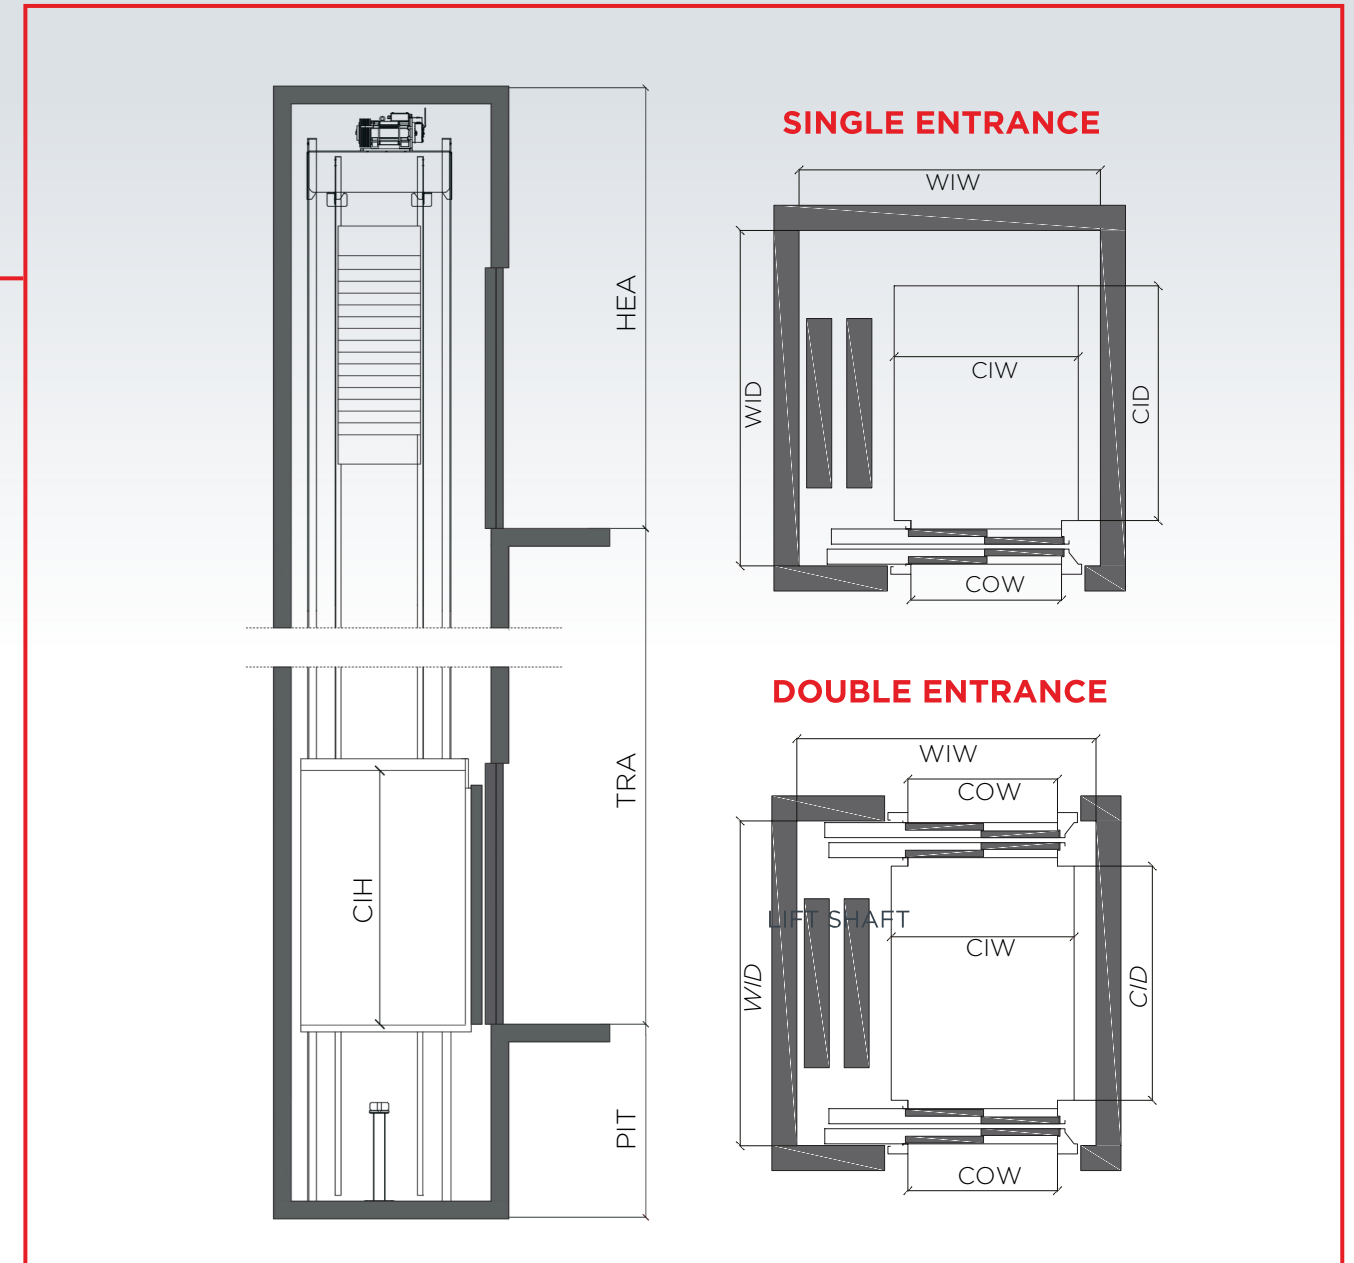 HEA
TRA
CIH
PIT
SINGLE ENTRANCE
WIW
WID
CIW
CID
COW
DOUBLE ENTRANCE
WIW
COW
LIFT SHAFT
CIW
WID
CID
COW